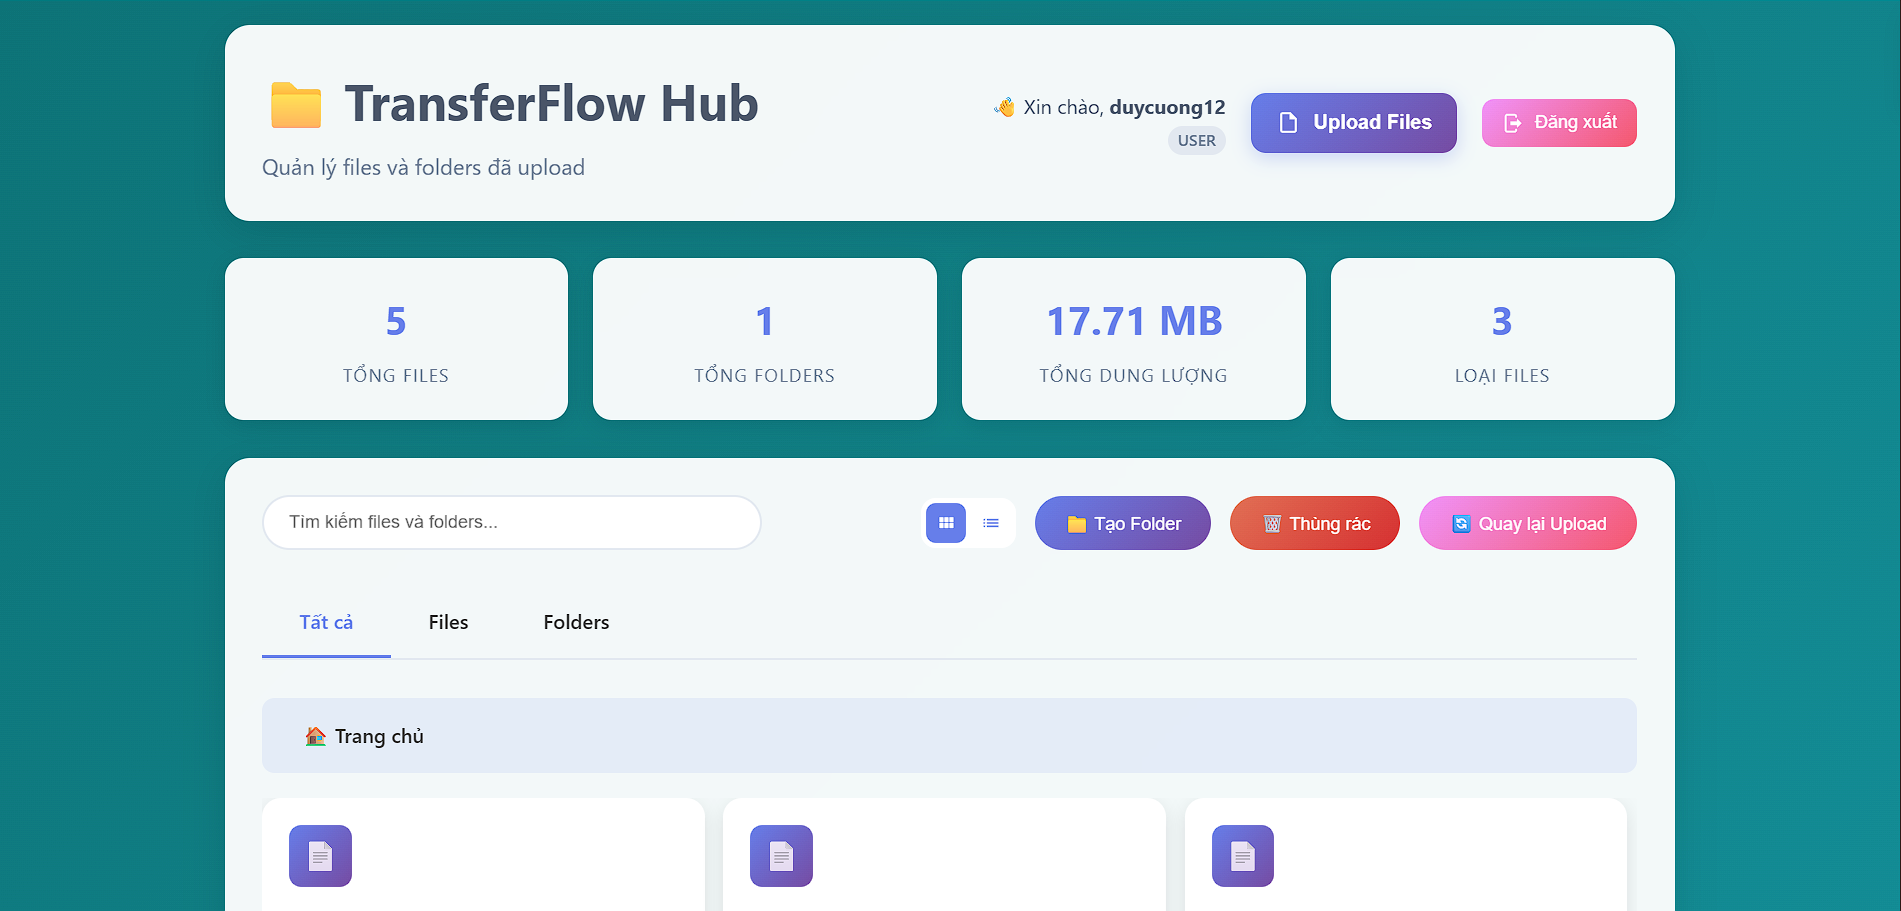 TransferFlow Hub
Quản lý files và folders đã upload
Xin chào, duycuong12
USER
Upload Files
Đăng xuất
5
TỔNG FILES
1
TỔNG FOLDERS
17.71 MB
TỔNG DUNG LƯỢNG
3
LOẠI FILES
Tìm kiếm files và folders...
Tạo Folder
Thùng rác
Quay lại Upload
Tất cả
Files
Folders
Trang chủ